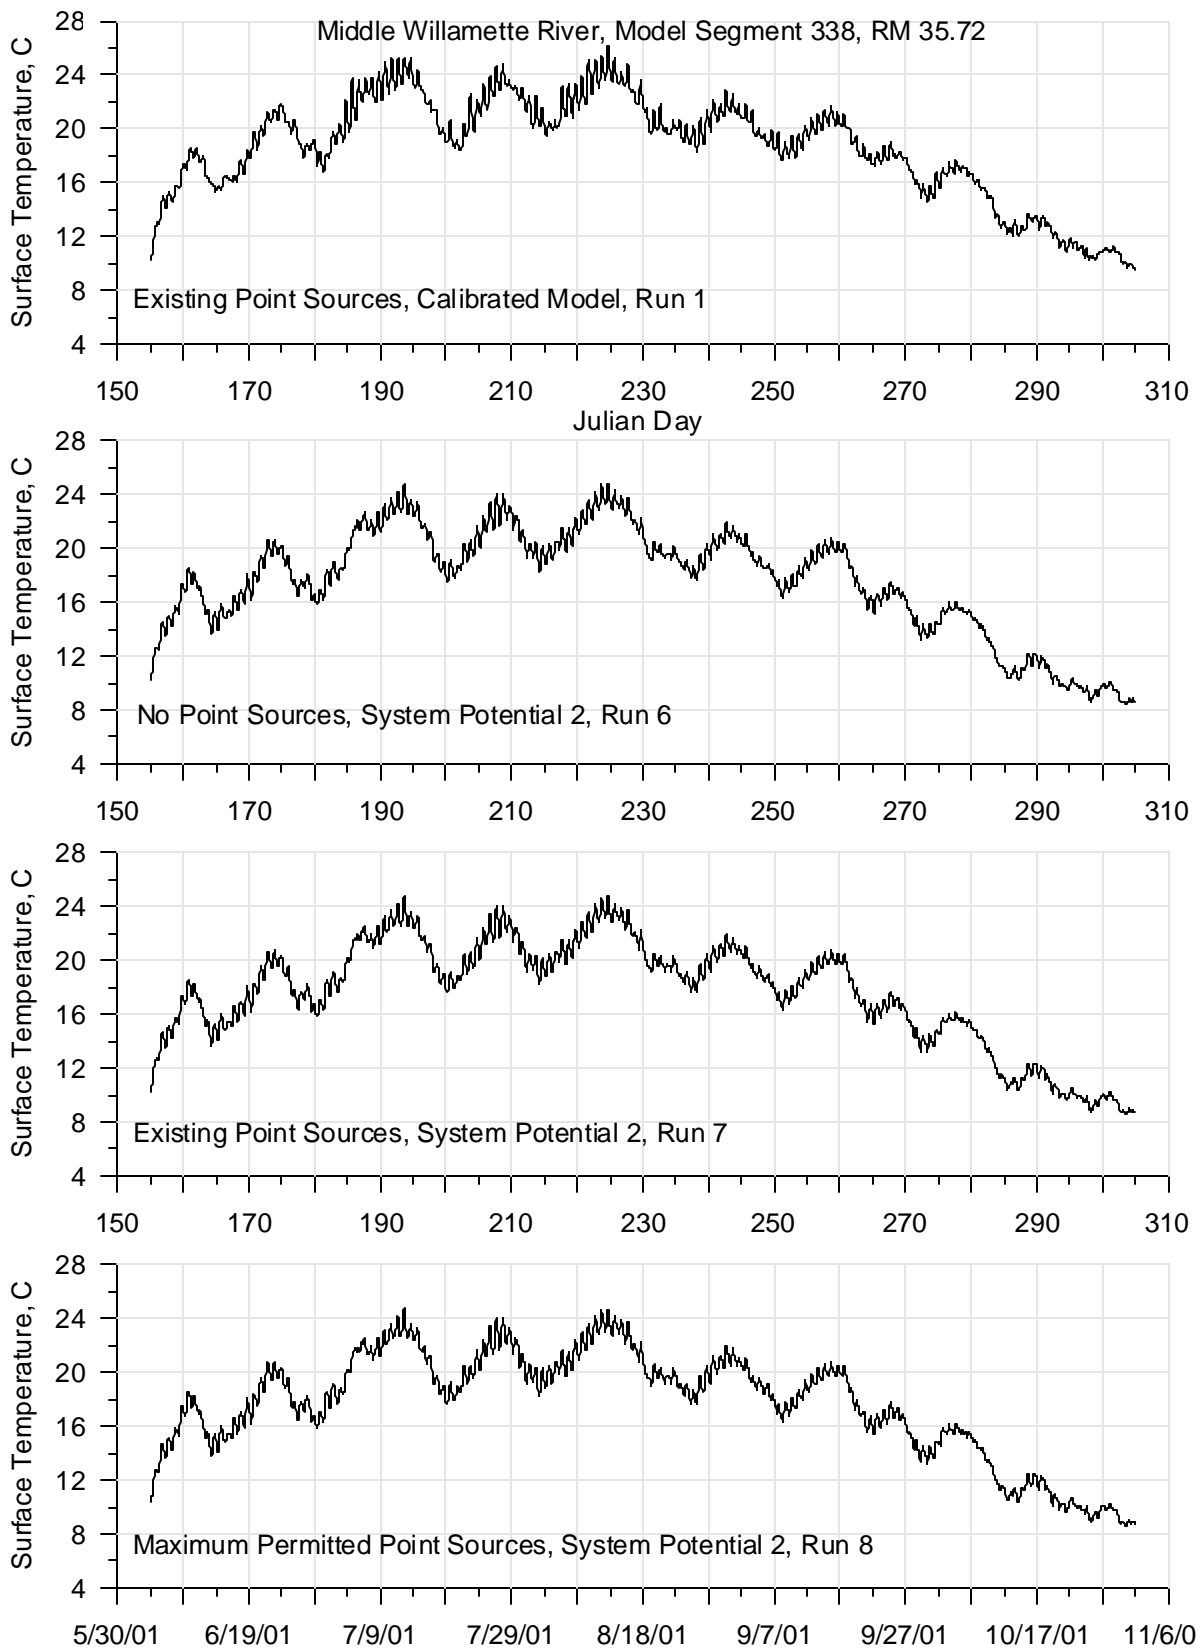 Middle Willamette River, Model Segment 338, RM 35.72
28
24
20
16
12
8
4
Surface Temperature, C
Existing Point Sources, Calibrated Model, Run 1
150 170 190 210 230 250 270 290 310
Julian Day
28
24
20
16
12
8
4
Surface Temperature, C
No Point Sources, System Potential 2, Run 6
150 170 190 210 230 250 270 290 310
28
24
20
16
12
8
4
Surface Temperature, C
Existing Point Sources, System Potential 2, Run 7
150 170 190 210 230 250 270 290 310
28
24
20
16
12
8
4
Surface Temperature, C
Maximum Permitted Point Sources, System Potential 2, Run 8
5/30/01 6/19/01 7/9/01 7/29/01 8/18/01 9/7/01 9/27/01 10/17/01 11/6/0